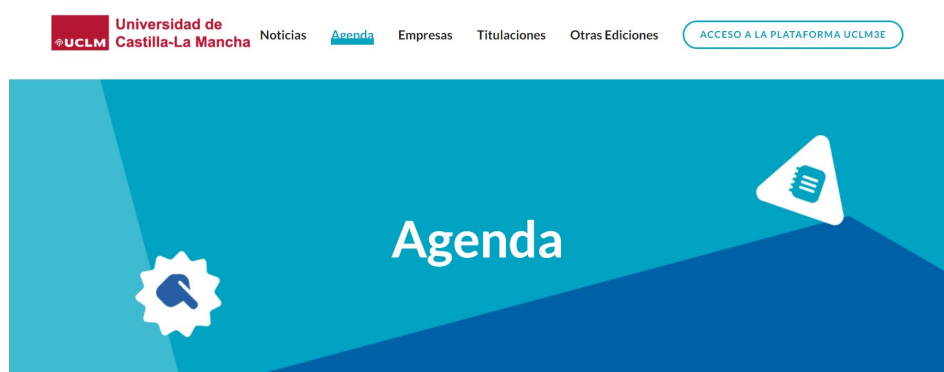 UCLM
Universidad de
Castilla-La Mancha
Noticias
Agenda
Empresas
Titulaciones
Otras Ediciones
ACCESO A LA PLATAFORMA UCLM3E
Agenda